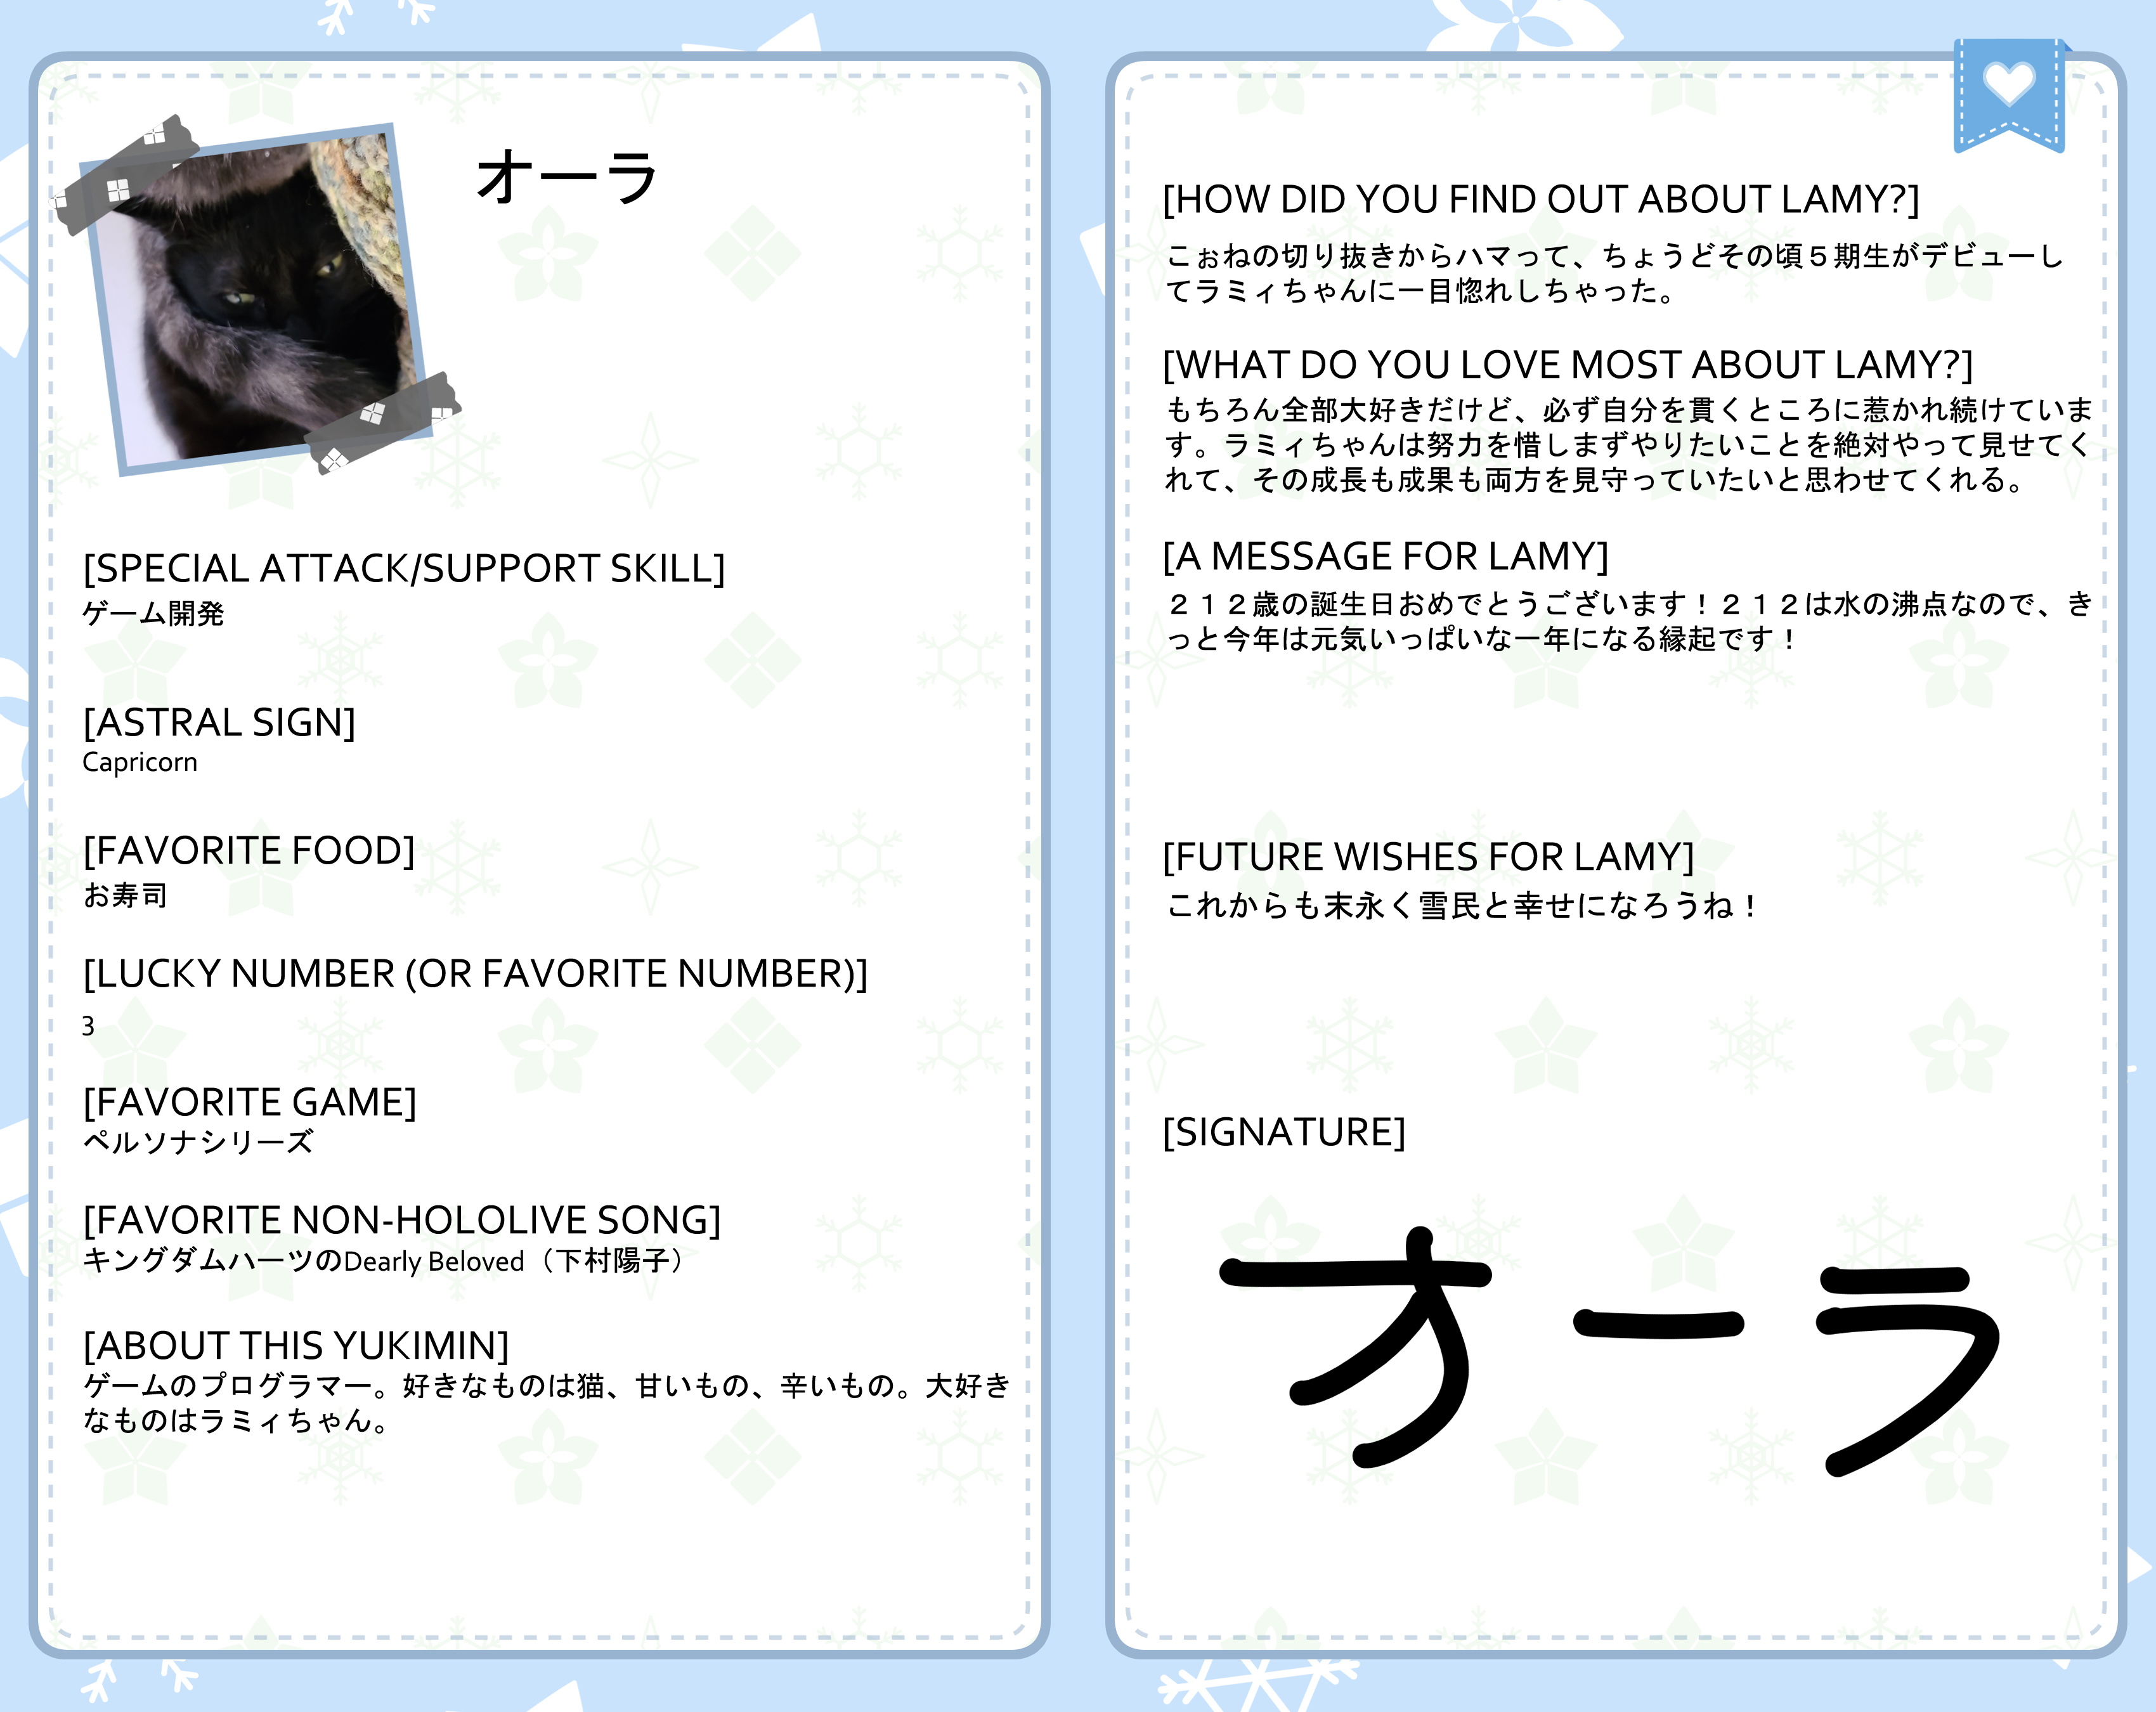 オーラ
[SPECIAL ATTACK/SUPPORT SKILL]
ゲーム開発
[ASTRAL SIGN]
Capricorn
[FAVORITE FOOD]
お寿司
[LUCKY NUMBER (OR FAVORITE NUMBER)]
3
[FAVORITE GAME]
ペルソナシリーズ
[FAVORITE NON-HOLOLIVE SONG]
キングダムハーツのDearly Beloved（下村陽子）
[ABOUT THIS YUKIMIN]
ゲームのプログラマー。好きなものは猫、甘いもの、辛いもの。大好き
なものはラミィちゃん。
[HOW DID YOU FIND OUT ABOUT LAMY?]
こぉねの切り抜きからハマって、ちょうどその頃５期生がデビューし
てラミィちゃんに一目惚れしちゃった。
[WHAT DO YOU LOVE MOST ABOUT LAMY?]
もちろん全部大好きだけど、必ず自分を貫くところに惹かれ続けていま
す。ラミィちゃんは努力を惜しまずやりたいことを絶対やって見せてく
れて、その成長も成果も両方を見守っていたいと思わせてくれる。
[A MESSAGE FOR LAMY]
２１２歳の誕生日おめでとうございます！２１２は水の沸点なので、き
っと今年は元気いっぱいな一年になる縁起です！
[FUTURE WISHES FOR LAMY]
これからも末永く雪民と幸せになろうね！
[SIGNATURE]
オーラ